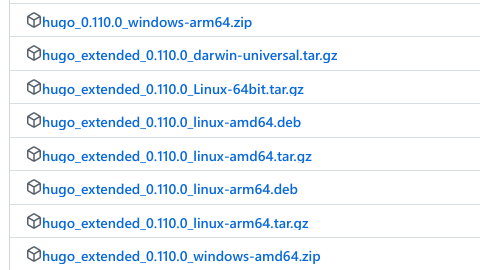 hugo_0.110.0_windows-arm64.zip
hugo_extended_0.110.0_darwin-universal.tar.gz
hugo_extended_0.110.0_Linux-64bit.tar.gz
hugo_extended_0.110.0_linux-amd64.deb
hugo_extended_0.110.0_linux-amd64.tar.gz
hugo_extended_0.110.0_linux-arm64.deb
hugo_extended_0.110.0_linux-arm64.tar.gz
hugo_extended_0.110.0_windows-amd64.zip